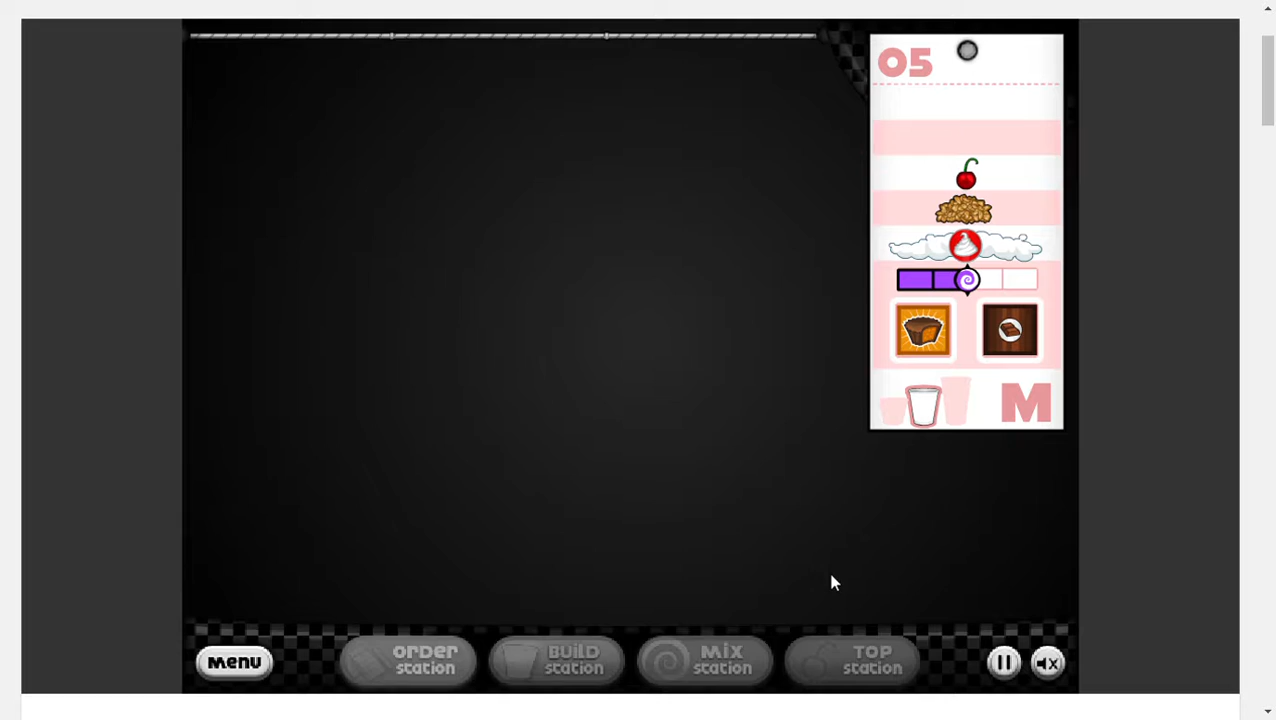 05
M
Menu
ORDER
station
BUILD
station
MIX
station
TOP
station